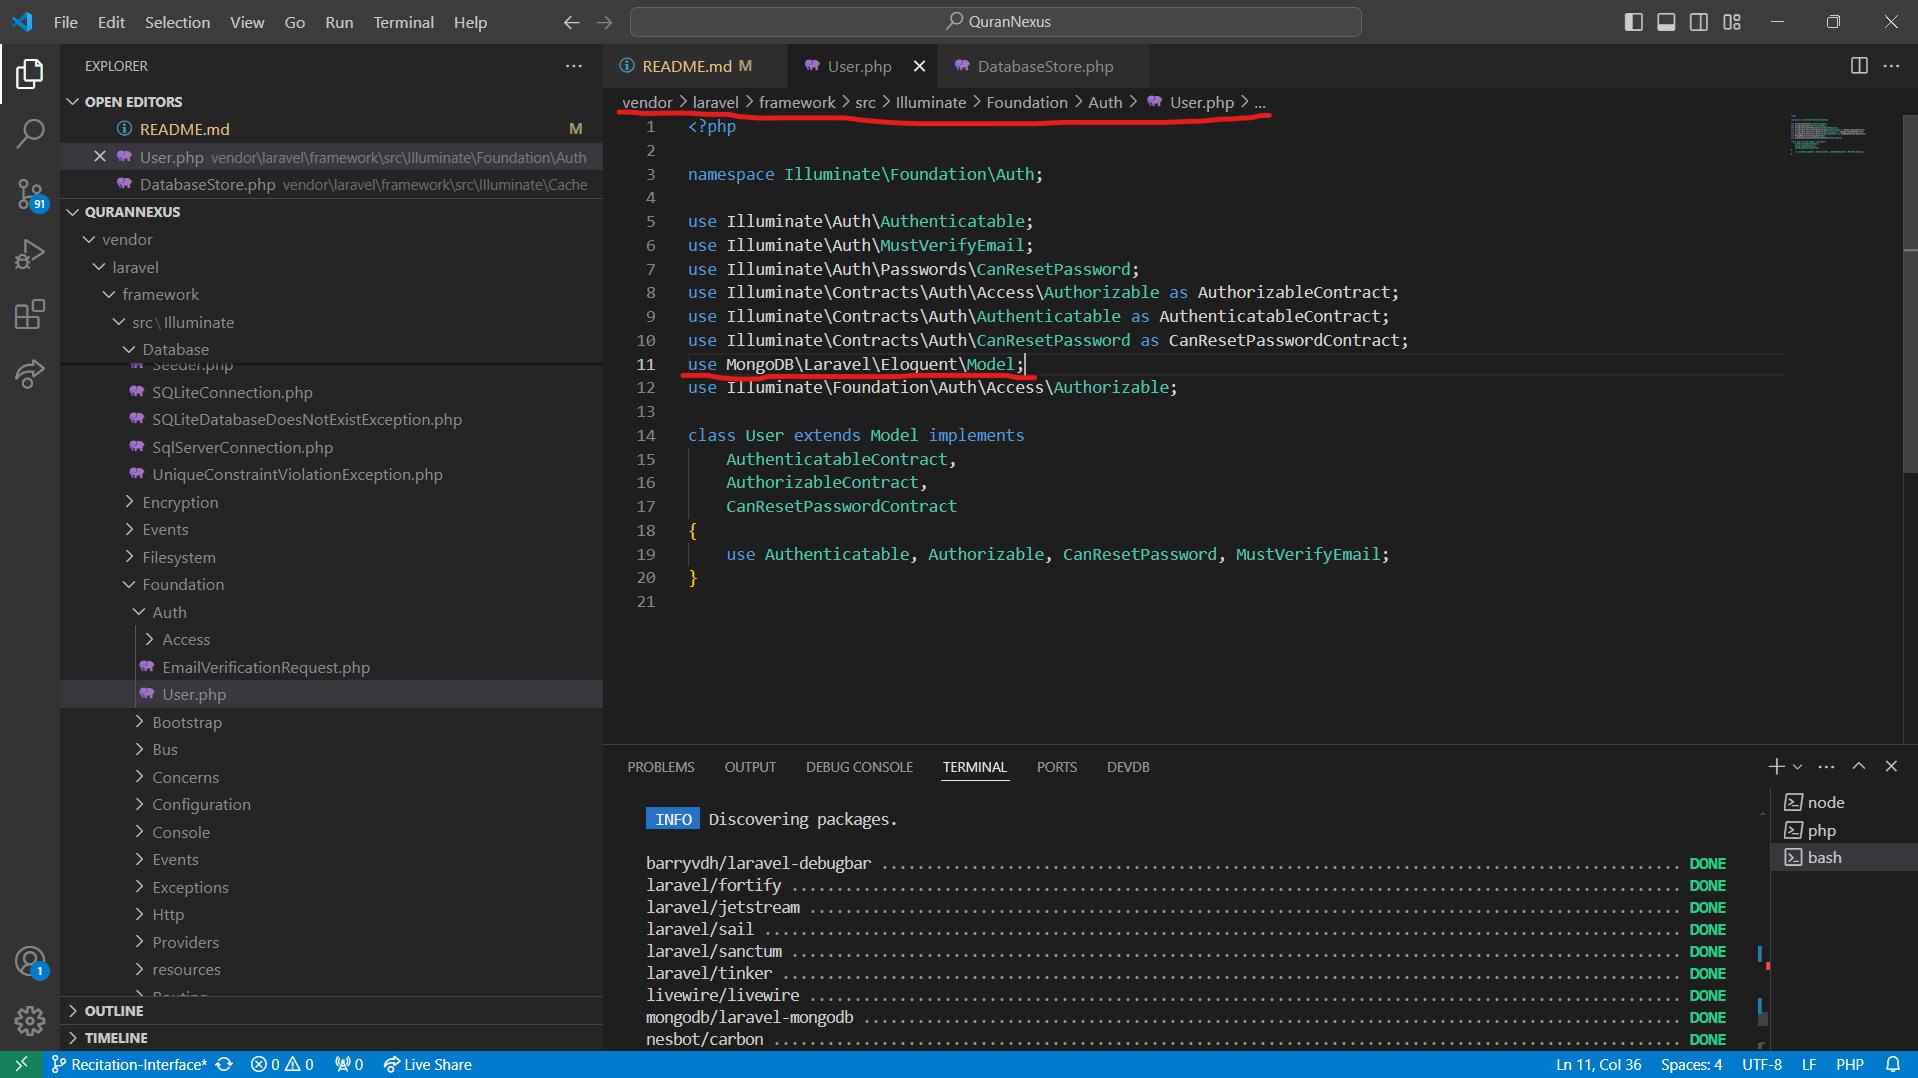 File Edit Selection View Go Run Terminal Help
QuranNexus
EXPLORER
OPEN EDITORS
README.md M
User.php vendor\laravel\framework\src\Illuminate\Foundation\Auth
DatabaseStore.php vendor\laravel\framework\src\Illuminate\Cache
91
QURANNEXUS
vendor
laravel
framework
src\Illuminate
Database
Seeder.php
SQLiteConnection.php
SQLiteDatabaseDoesNotExistException.php
SqlServerConnection.php
UniqueConstraintViolationException.php
Encryption
Events
Filesystem
Foundation
Auth
Access
EmailVerificationRequest.php
User.php
Bootstrap
Bus
Concerns
Configuration
Console
Events
Exceptions
Http
Providers
resources
Routing
1
OUTLINE
TIMELINE
README.md M User.php DatabaseStore.php
vendor > laravel > framework > src > Illuminate > Foundation > Auth > User.php > ...
1 <?php
2
3 namespace Illuminate\Foundation\Auth;
4
5 use Illuminate\Auth\Authenticatable;
6 use Illuminate\Auth\MustVerifyEmail;
7 use Illuminate\Auth\Passwords\CanResetPassword;
8 use Illuminate\Contracts\Auth\Access\Authorizable as AuthorizableContract;
9 use Illuminate\Contracts\Auth\Authenticatable as AuthenticatableContract;
10 use Illuminate\Contracts\Auth\CanResetPassword as CanResetPasswordContract;
11 use MongoDB\Laravel\Eloquent\Model;
12 use Illuminate\Foundation\Auth\Access\Authorizable;
13
14 class User extends Model implements
15 AuthenticatableContract,
16 AuthorizableContract,
17 CanResetPasswordContract
18 {
19 use Authenticatable, Authorizable, CanResetPassword, MustVerifyEmail;
20 }
21
PROBLEMS OUTPUT DEBUG CONSOLE TERMINAL PORTS DEVDB
INFO Discovering packages.
barryvdh/laravel-debugbar ........ DONE
laravel/fortify ........ DONE
laravel/jetstream ........ DONE
laravel/sail ........ DONE
laravel/sanctum ........ DONE
laravel/tinker ........ DONE
livewire/livewire ........ DONE
mongodb/laravel-mongodb ........ DONE
nesbot/carbon ........ DONE
node
php
bash
Recitation-Interface* 0 0 0 Live Share Ln 11, Col 36 Spaces: 4 UTF-8 LF PHP